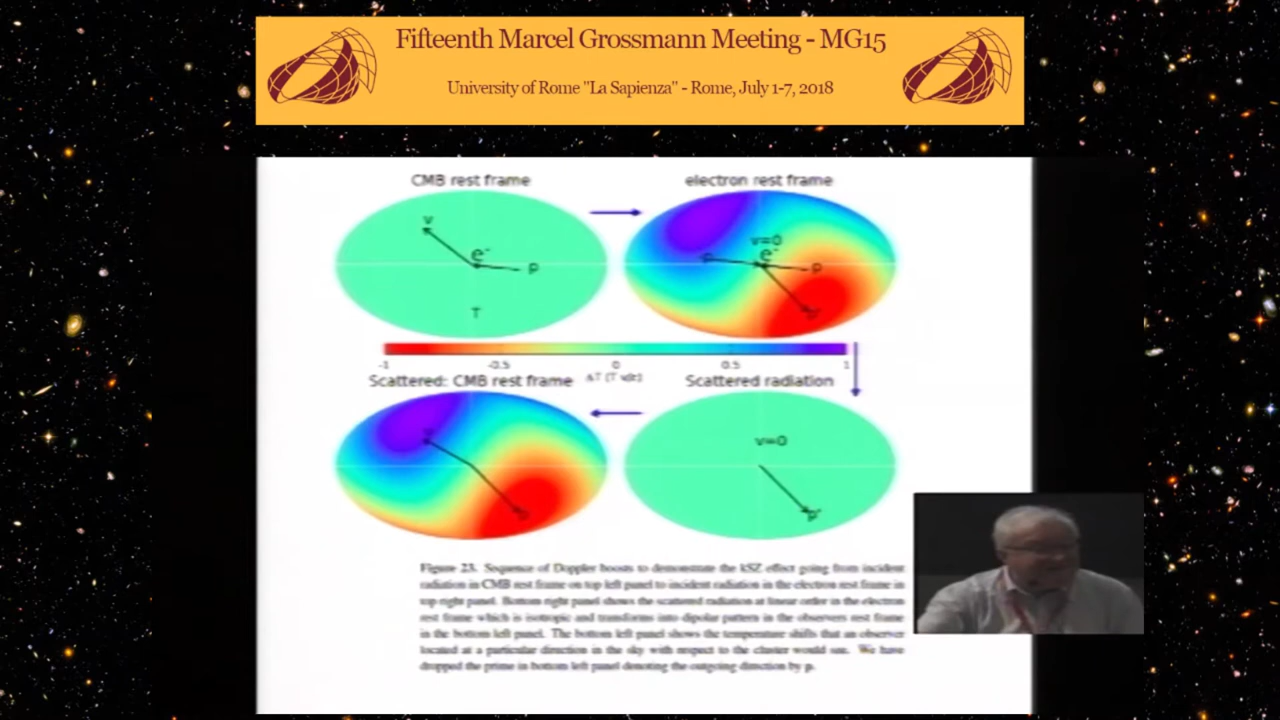 Fifteenth Marcel Grossmann Meeting - MG15
University of Rome "La Sapienza" - Rome, July 1-7, 2018
CMB rest frame
electron rest frame
v
e⁻
p
T
v=0
e⁻
p
p
p'
-1
-0.5
0
0.5
1
Scattered: CMB rest frame
ΔT (T v/c)
Scattered radiation
v=0
p'
Figure 23. Sequence of Doppler boosts to demonstrate the kSZ effect going from incident
radiation in CMB rest frame on top left panel to incident radiation in the electron rest frame in
top right panel. Bottom right panel shows the scattered radiation at linear order in the electron
rest frame which is isotropic and transforms into dipolar pattern in the observers rest frame
in the bottom left panel. The bottom left panel shows the temperature shifts that an observer
located at a particular direction in the sky with respect to the cluster would see. We have
dropped the prime in bottom left panel denoting the outgoing direction by p.